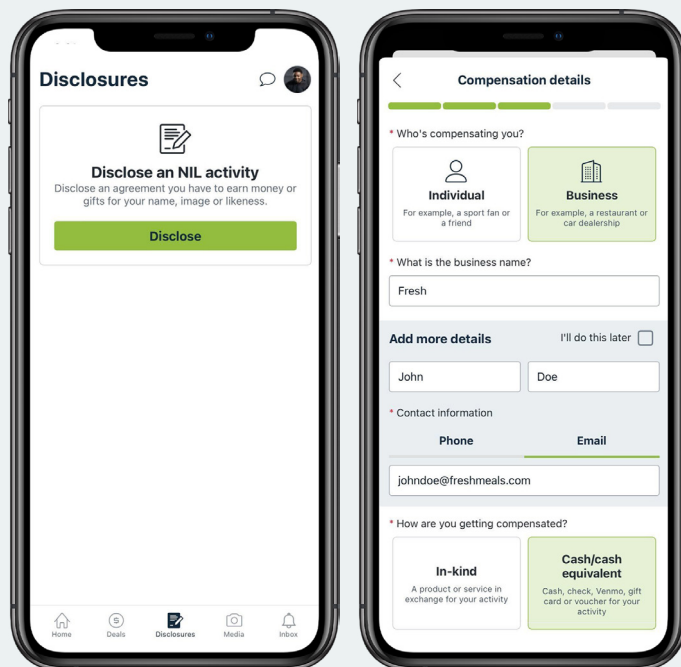 Disclosures
Disclose an NIL activity
Disclose an agreement you have to earn money or
gifts for your name, image or likeness.
Disclose
Home
Deals
Disclosures
Media
Inbox
Compensation details
* Who's compensating you?
Individual
For example, a sport fan or
a friend
Business
For example, a restaurant or
car dealership
* What is the business name?
Fresh
Add more details
I'll do this later
John
Doe
* Contact information
Phone
Email
johndoe@freshmeals.com
* How are you getting compensated?
In-kind
A product or service in
exchange for your activity
Cash/cash
equivalent
Cash, check, Venmo, gift
card or voucher for your
activity